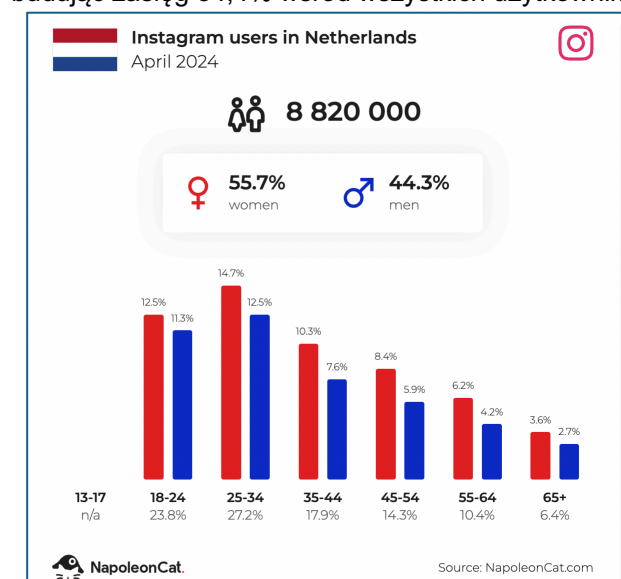 Instagram users in Netherlands
April 2024
8 820 000
55.7%
women
44.3%
men
14.7%
12.5% 12.5%
11.3%
10.3%
7.6%
8.4%
5.9%
6.2%
4.2%
3.6%
2.7%
13-17 18-24 25-34 35-44 45-54 55-64 65+
n/a 23.8% 27.2% 17.9% 14.3% 10.4% 6.4%
NapoleonCat. Source: NapoleonCat.com